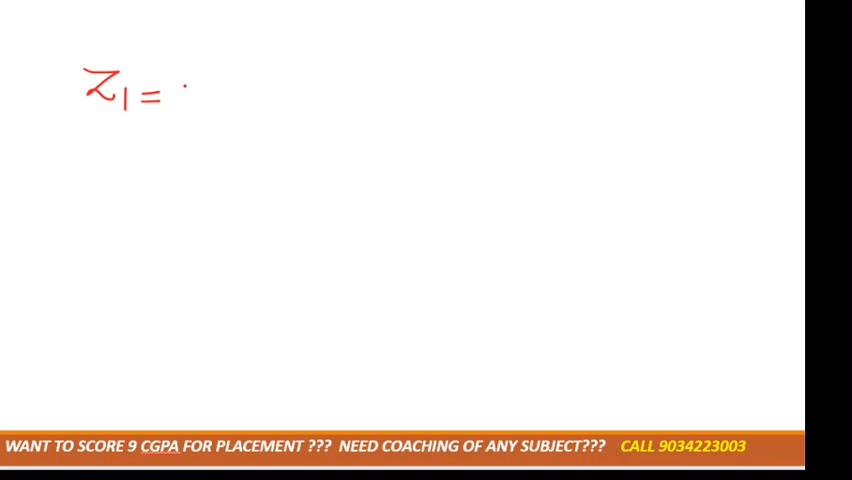 Z₁ =
WANT TO SCORE 9 CGPA FOR PLACEMENT ??? NEED COACHING OF ANY SUBJECT??? CALL 9034223003